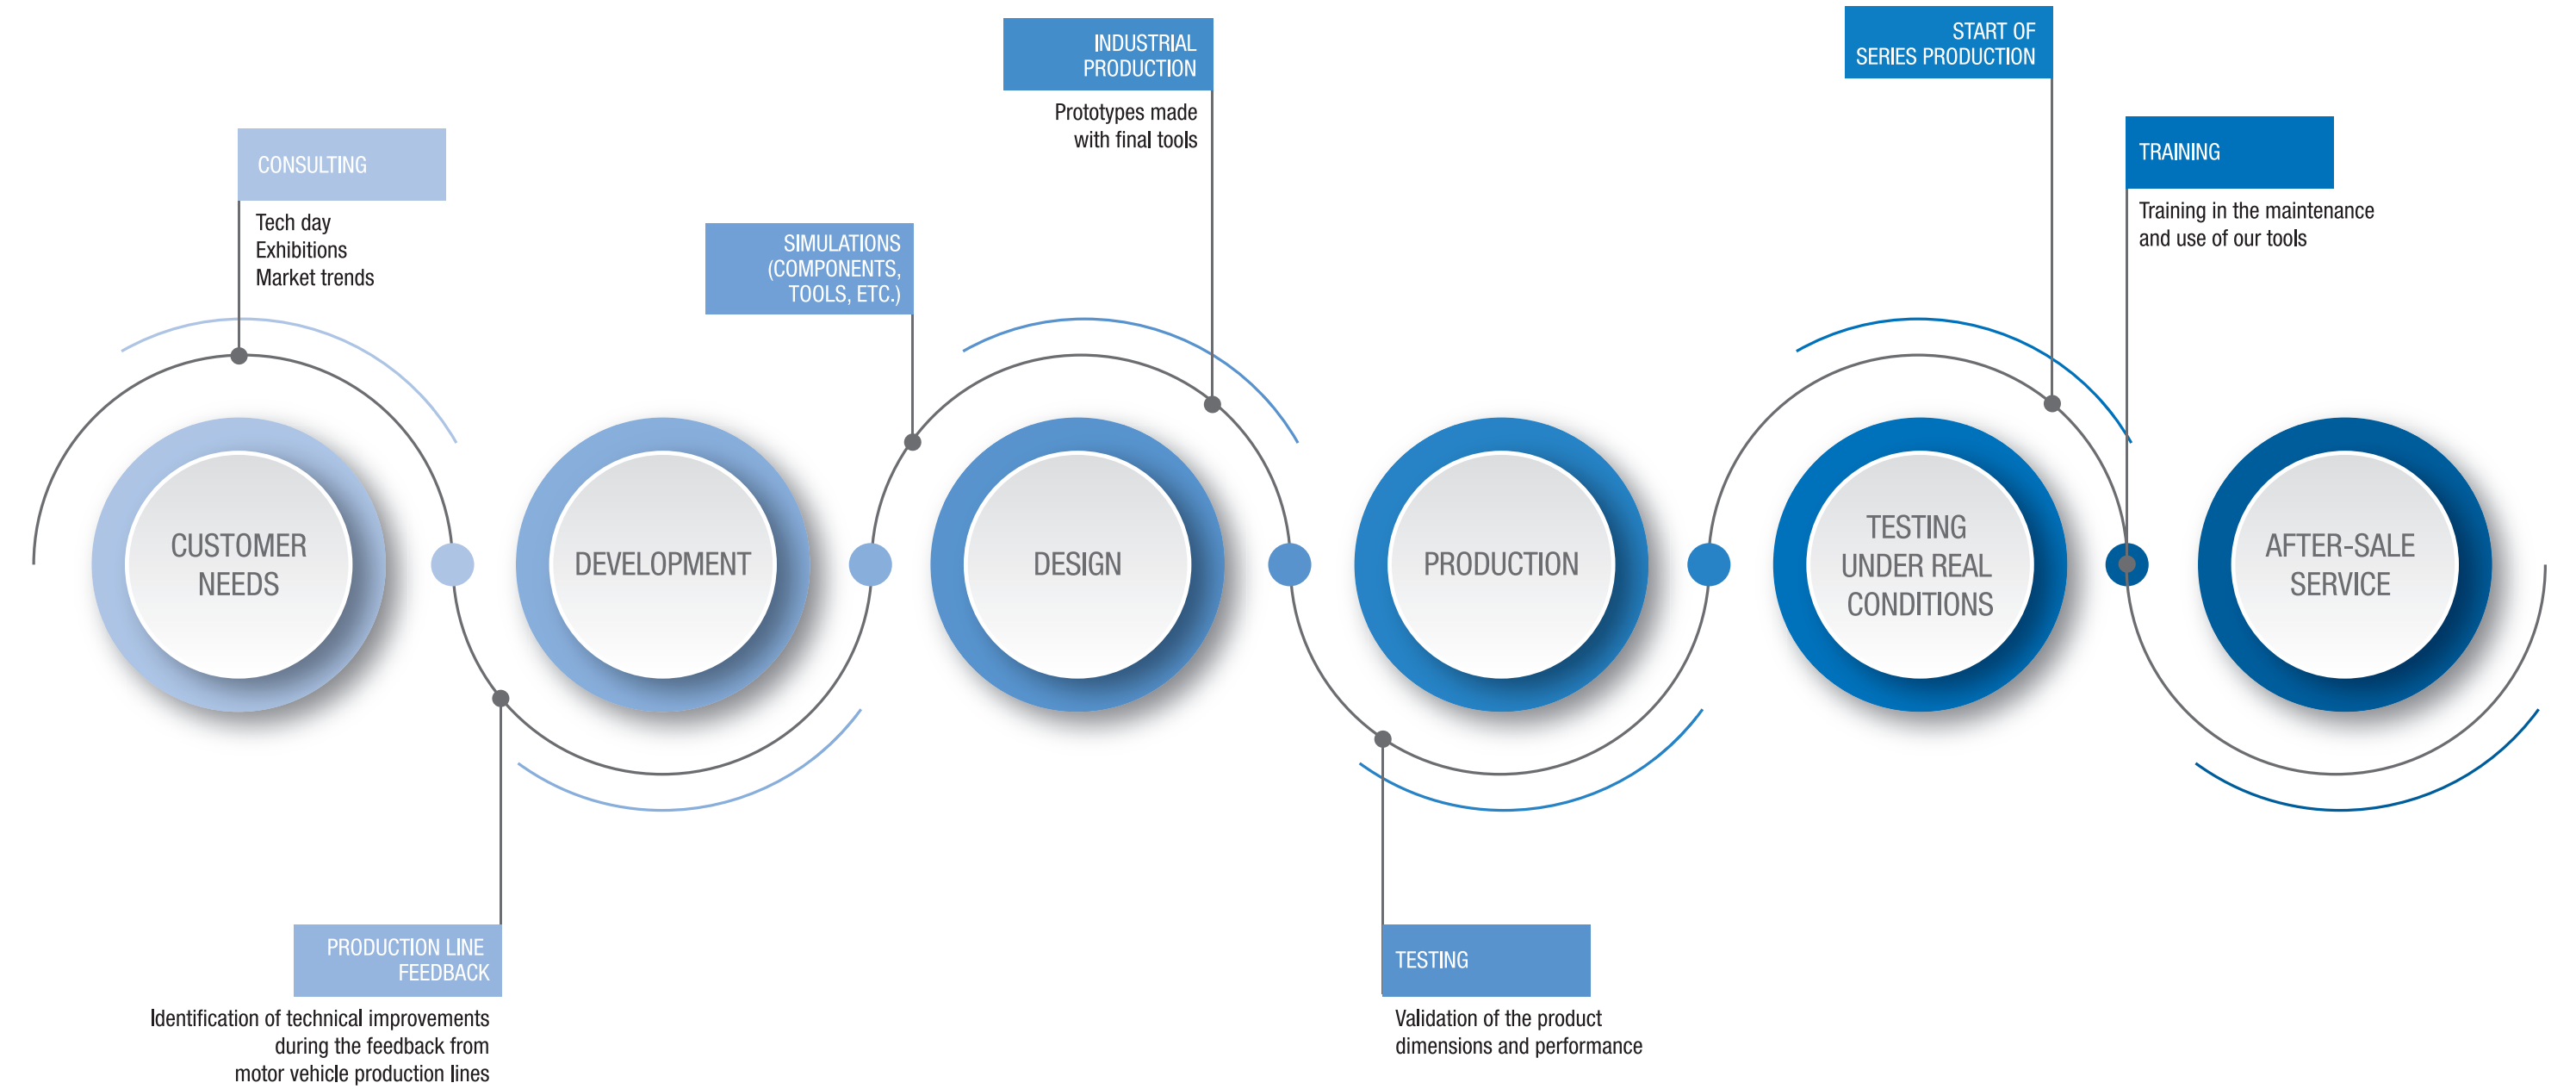 INDUSTRIAL
PRODUCTION
Prototypes made
with final tools
START OF
SERIES PRODUCTION
CONSULTING
Tech day
Exhibitions
Market trends
TRAINING
Training in the maintenance
and use of our tools
SIMULATIONS
(COMPONENTS,
TOOLS, ETC.)
CUSTOMER
NEEDS
DEVELOPMENT
DESIGN
PRODUCTION
TESTING
UNDER REAL
CONDITIONS
AFTER-SALE
SERVICE
PRODUCTION LINE
FEEDBACK
Identification of technical improvements
during the feedback from
motor vehicle production lines
TESTING
Validation of the product
dimensions and performance